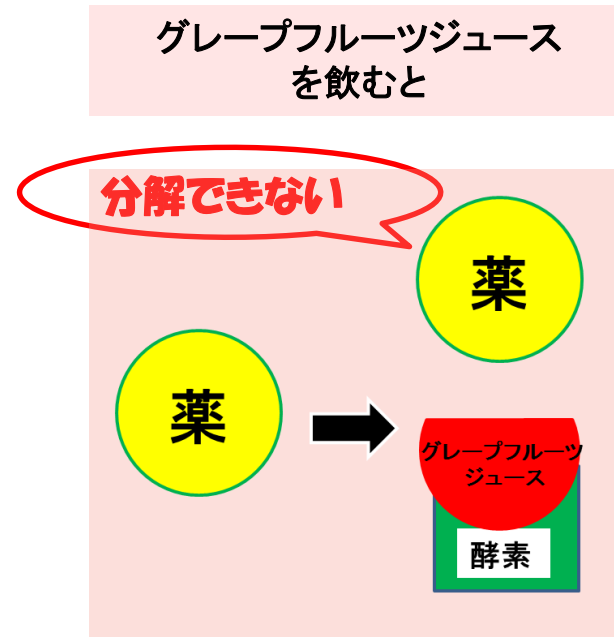 グレープフルーツジュース
を飲むと
分解できない
薬
薬
グレープフルーツ
ジュース
酵素